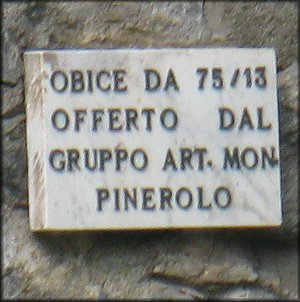 OBICE DA 75/13
OFFERTO DAL
GRUPPO ART. MON.
PINEROLO